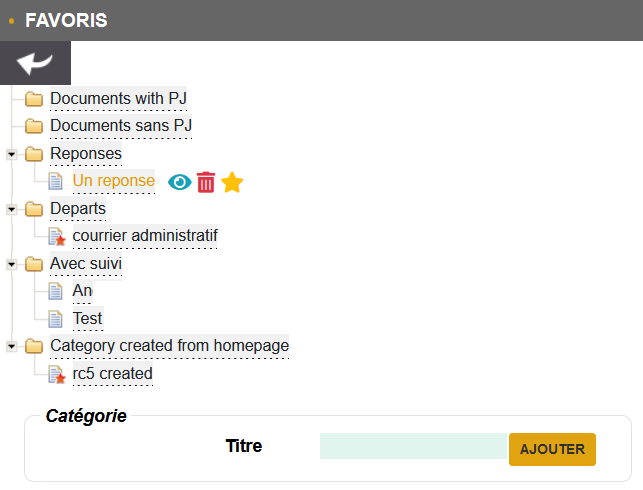 FAVORIS
Documents with PJ
Documents sans PJ
Reponses
Un reponse
Departs
courrier administratif
Avec suivi
An
Test
Category created from homepage
rc5 created
Catégorie
Titre
AJOUTER